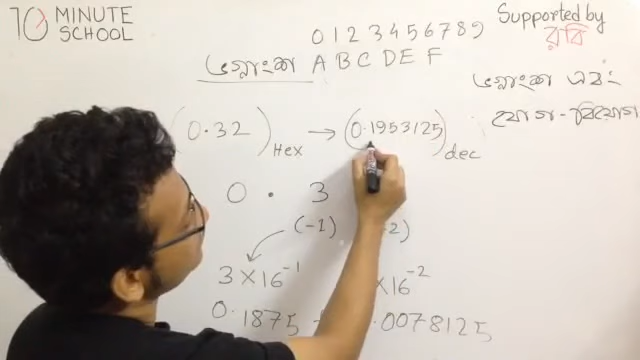 10 MINUTE SCHOOL
Supported by
রবি
0 1 2 3 4 5 6 7 8 9
A B C D E F
ভগ্নাংশ
ভগ্নাংশ এবং
যোগ-বিয়োগ
(0.32)Hex → (0.1953125)dec
0 . 3
(-1) 2)
3×16⁻¹ ×16⁻²
0.1875 .0078125